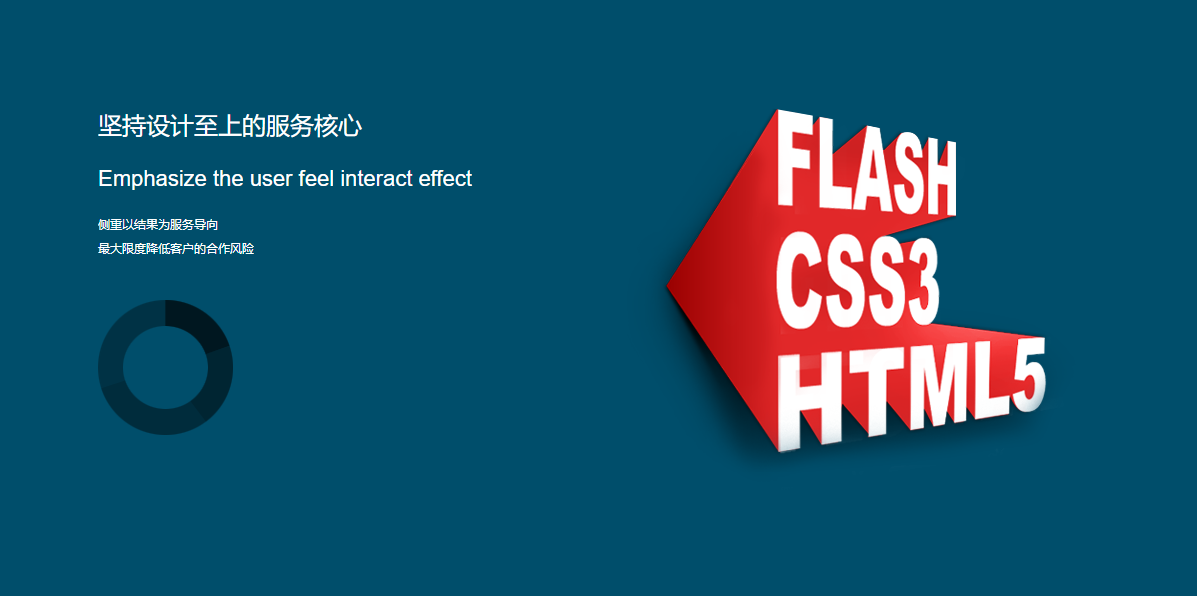 坚持设计至上的服务核心
Emphasize the user feel interact effect
侧重以结果为服务导向
最大限度降低客户的合作风险
FLASH
CSS3
HTML5